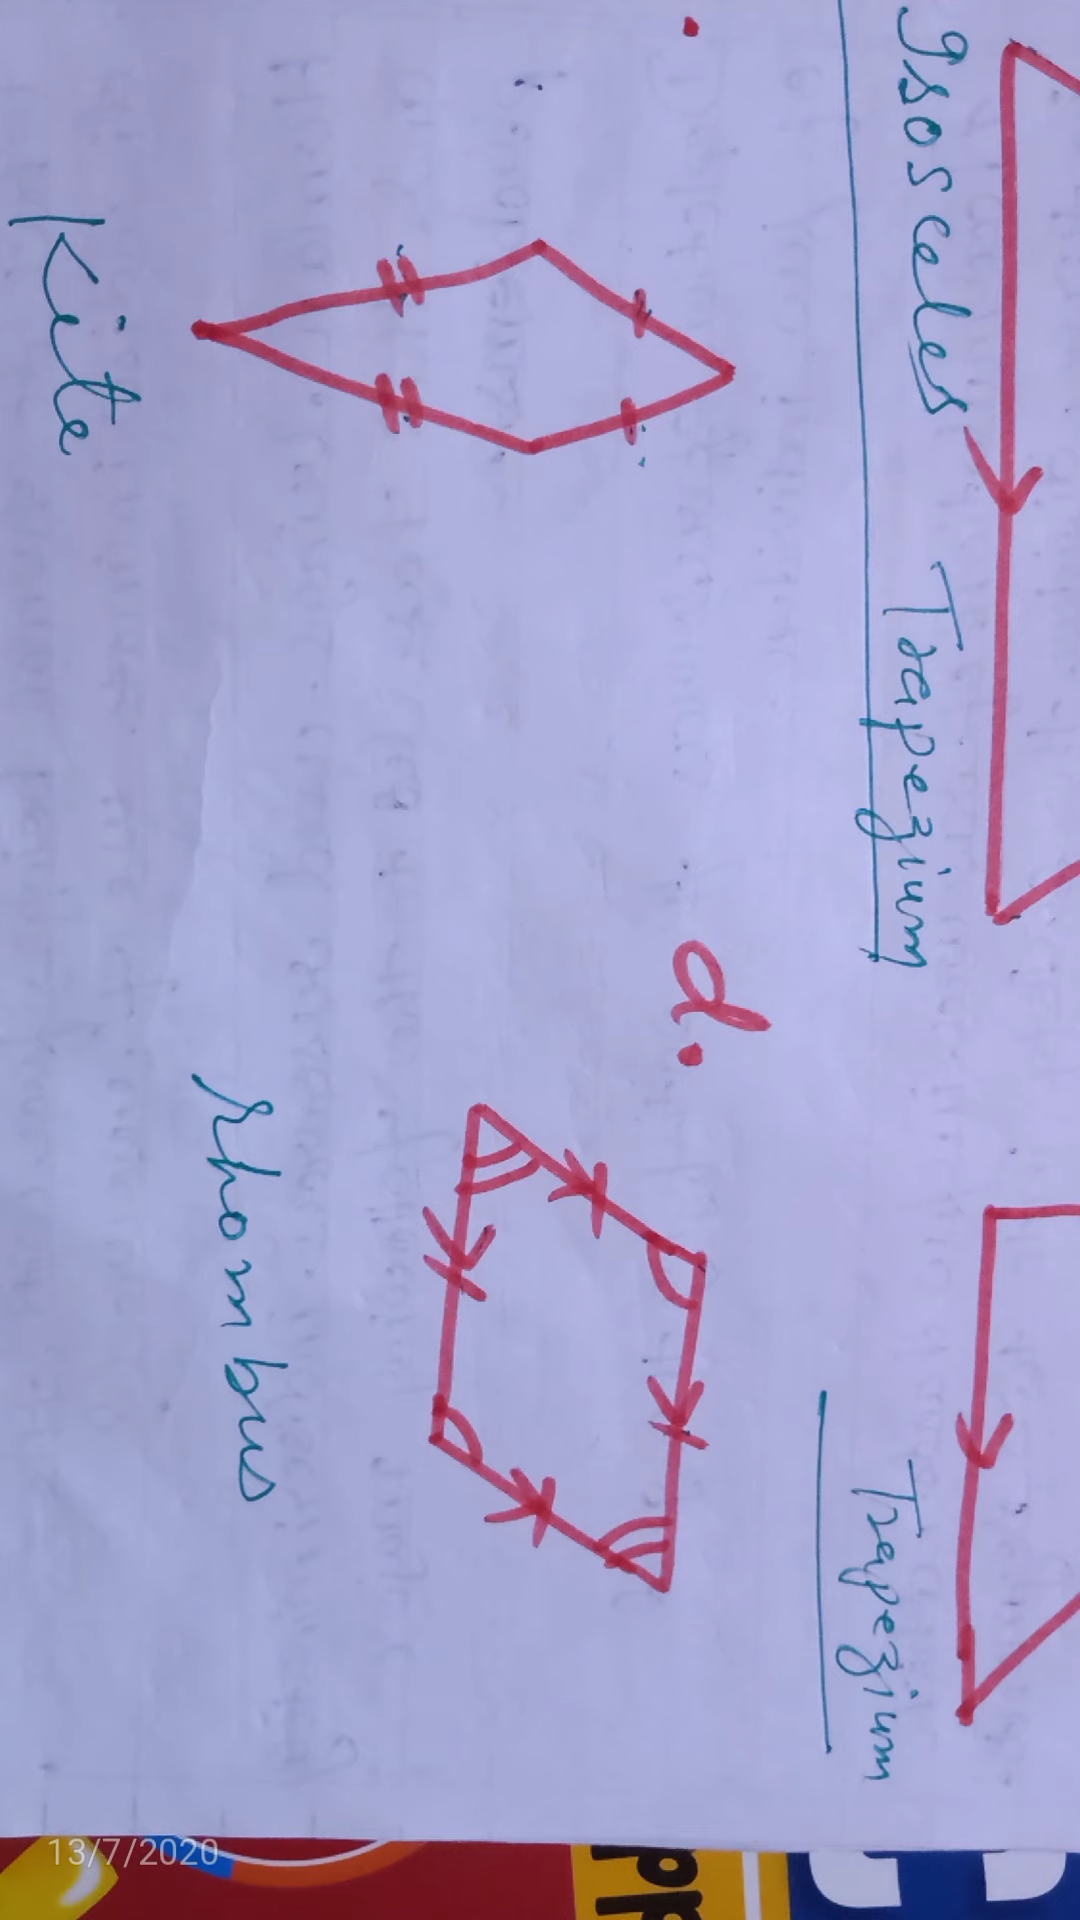 Isosceles Trapezium
Trapezium
d.
Kite
rhombus
13/7/2020